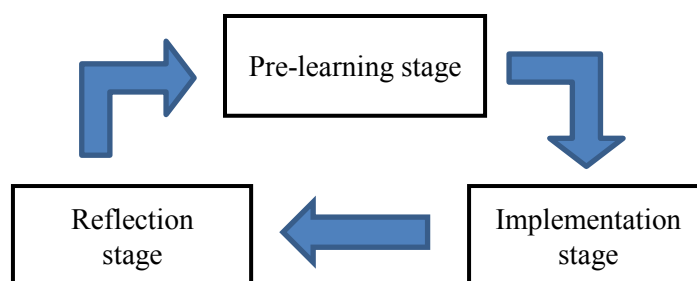 Pre-learning stage
Reflection
stage
Implementation
stage